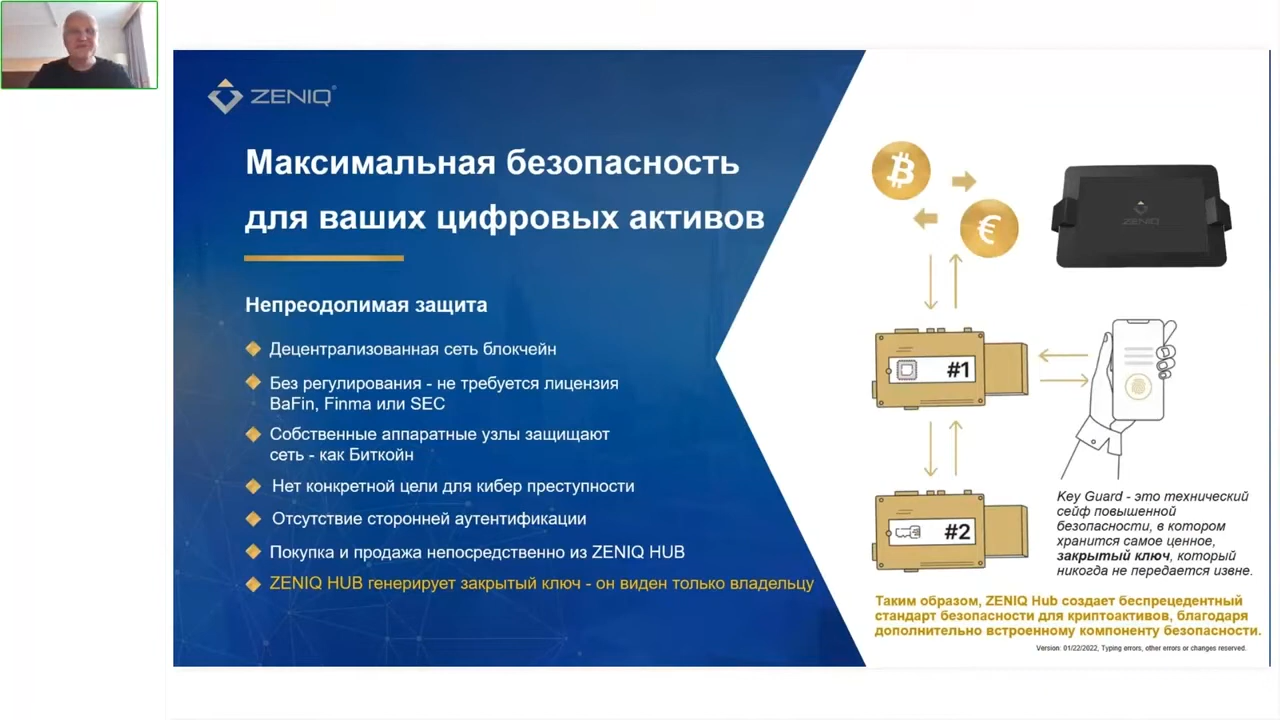 ZENIQ
Максимальная безопасность
для ваших цифровых активов
Непреодолимая защита
Децентрализованная сеть блокчейн
Без регулирования - не требуется лицензия
BaFin, Finma или SEC
Собственные аппаратные узлы защищают
сеть - как Биткойн
Нет конкретной цели для кибер преступности
Отсутствие сторонней аутентификации
Покупка и продажа непосредственно из ZENIQ HUB
ZENIQ HUB генерирует закрытый ключ - он виден только владельцу
ZENIQ
#1
#2
Key Guard - это технический
сейф повышенной
безопасности, в котором
хранится самое ценное,
закрытый ключ, который
никогда не передается извне.
Таким образом, ZENIQ Hub создает беспрецедентный
стандарт безопасности для криптоактивов, благодаря
дополнительно встроенному компоненту безопасности.
Version: 01/22/2022, Typing errors, other errors or changes reserved.